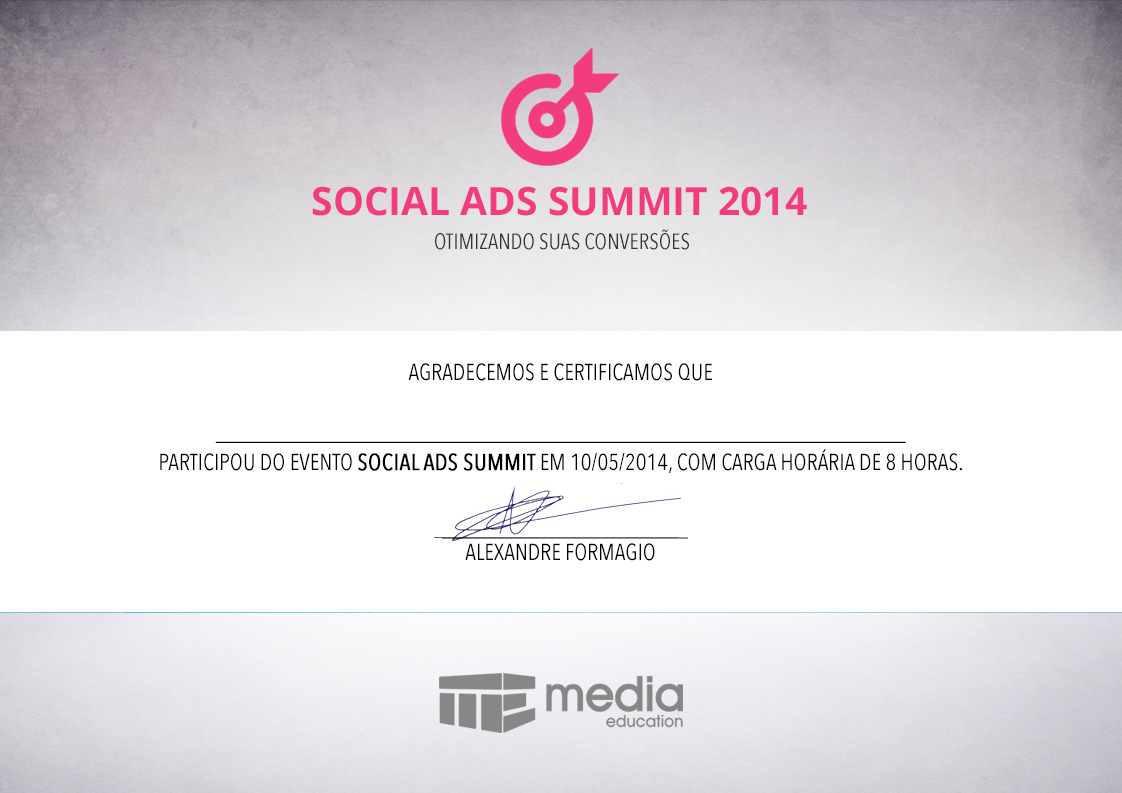 SOCIAL ADS SUMMIT 2014
OTIMIZANDO SUAS CONVERSÕES
AGRADECEMOS E CERTIFICAMOS QUE
PARTICIPOU DO EVENTO SOCIAL ADS SUMMIT EM 10/05/2014, COM CARGA HORÁRIA DE 8 HORAS.
ALEXANDRE FORMAGIO
ME media
education